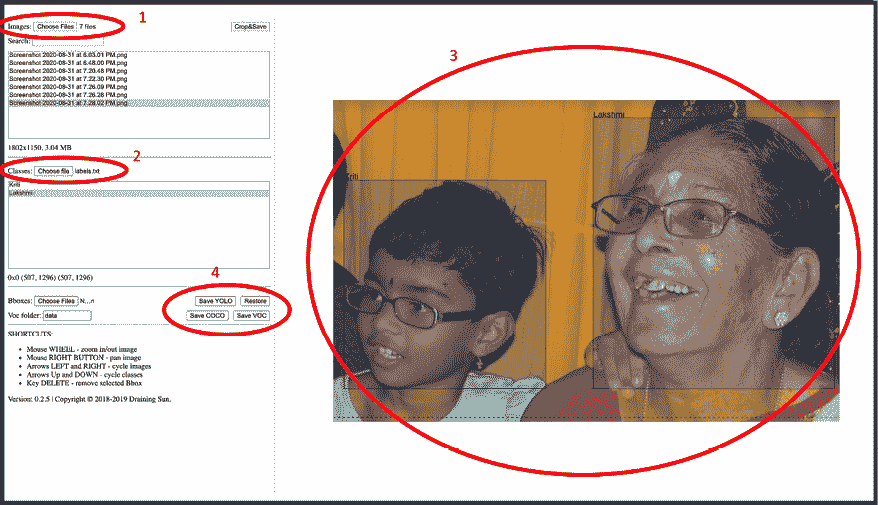 1
Images: Choose Files 7 files
Crop&Save
Search:
Screenshot 2020-08-31 at 6.03.01 PM.png
Screenshot 2020-08-31 at 6.48.00 PM.png
Screenshot 2020-08-31 at 7.20.48 PM.png
Screenshot 2020-08-31 at 7.22.30 PM.png
Screenshot 2020-08-31 at 7.26.09 PM.png
Screenshot 2020-08-31 at 7.26.28 PM.png
Screenshot 2020-08-31 at 7.28.02 PM.png
1802x1150, 3.04 MB
2
Classes: Choose file labels.txt
Kriti
Lakshmi
0x0 (507, 1296) (507, 1296)
4
Bboxes: Choose Files N...n
Save YOLO Restore
Voc folder: data
Save COCO Save VOC
SHORTCUTS:
• Mouse WHEEL - zoom in/out image
• Mouse RIGHT BUTTON - pan image
• Arrows LEFT and RIGHT - cycle images
• Arrows Up and DOWN - cycle classes
• Key DELETE - remove selected Bbox
Version: 0.2.5 | Copyright © 2018-2019 Draining Sun.
3
Lakshmi
Kriti